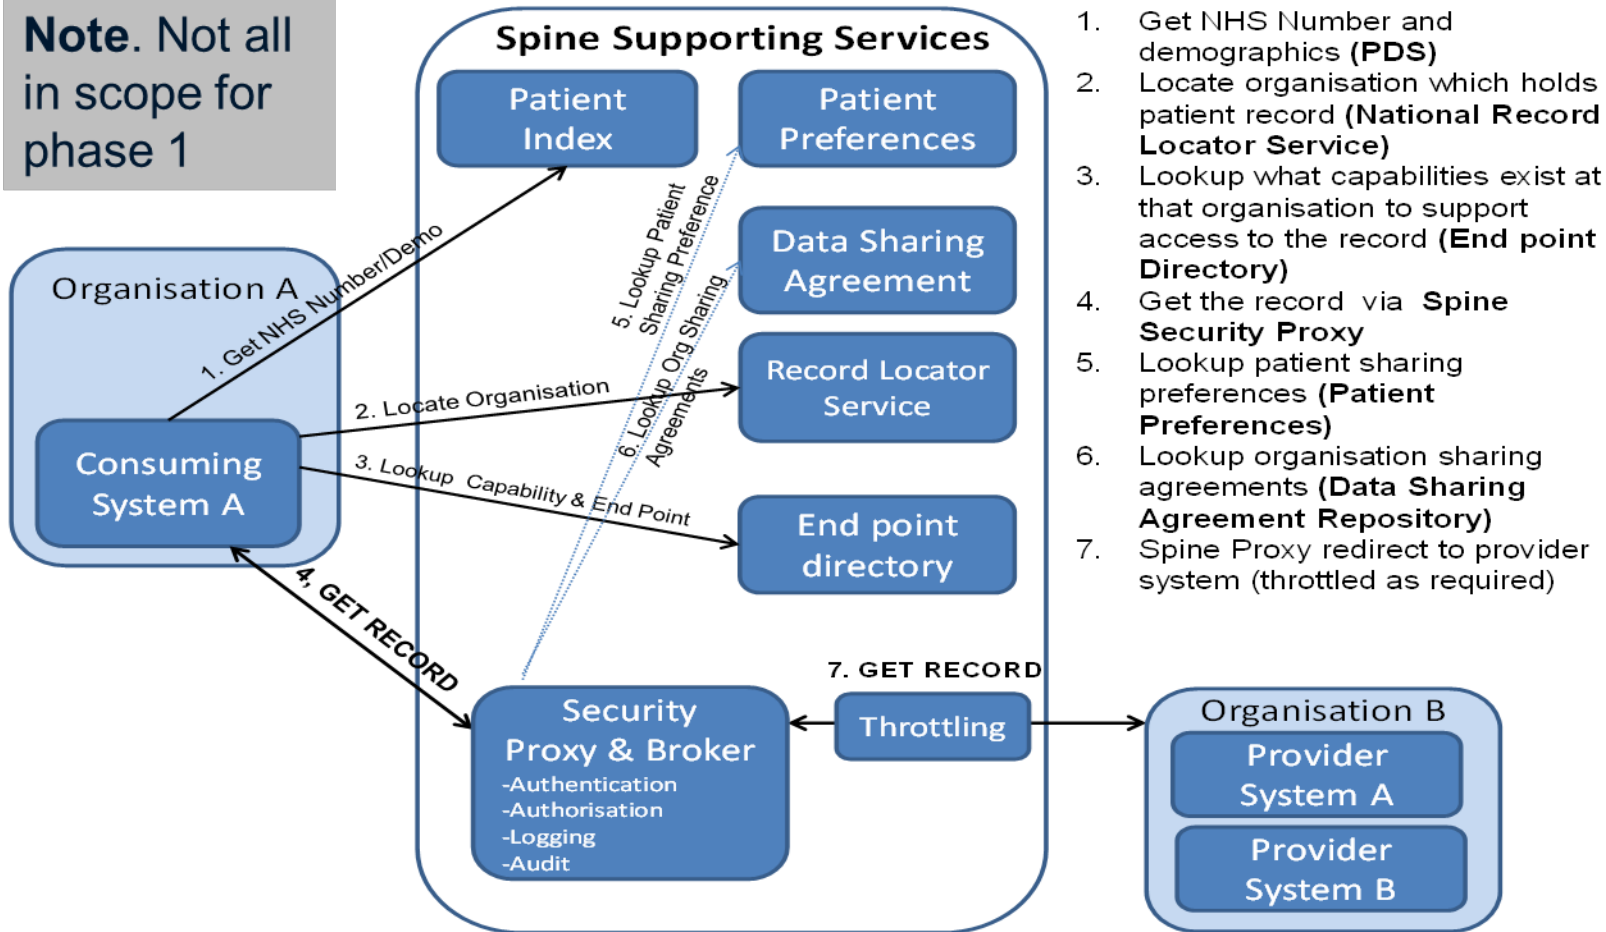 Note. Not all
in scope for
phase 1
Spine Supporting Services
Patient
Index
Patient
Preferences
Data Sharing
Agreement
Record Locator
Service
End point
directory
Organisation A
Consuming
System A
1. Get NHS Number/Demo
2. Locate Organisation
3. Lookup Capability & End Point
4, GET RECORD
5. Lookup Patient
Sharing Preference
6. Lookup Org Sharing
Agreements
7. GET RECORD
Security
Proxy & Broker
-Authentication
-Authorisation
-Logging
-Audit
Throttling
Organisation B
Provider
System A
Provider
System B
1. Get NHS Number and
demographics (PDS)
2. Locate organisation which holds
patient record (National Record
Locator Service)
3. Lookup what capabilities exist at
that organisation to support
access to the record (End point
Directory)
4. Get the record via Spine
Security Proxy
5. Lookup patient sharing
preferences (Patient
Preferences)
6. Lookup organisation sharing
agreements (Data Sharing
Agreement Repository)
7. Spine Proxy redirect to provider
system (throttled as required)